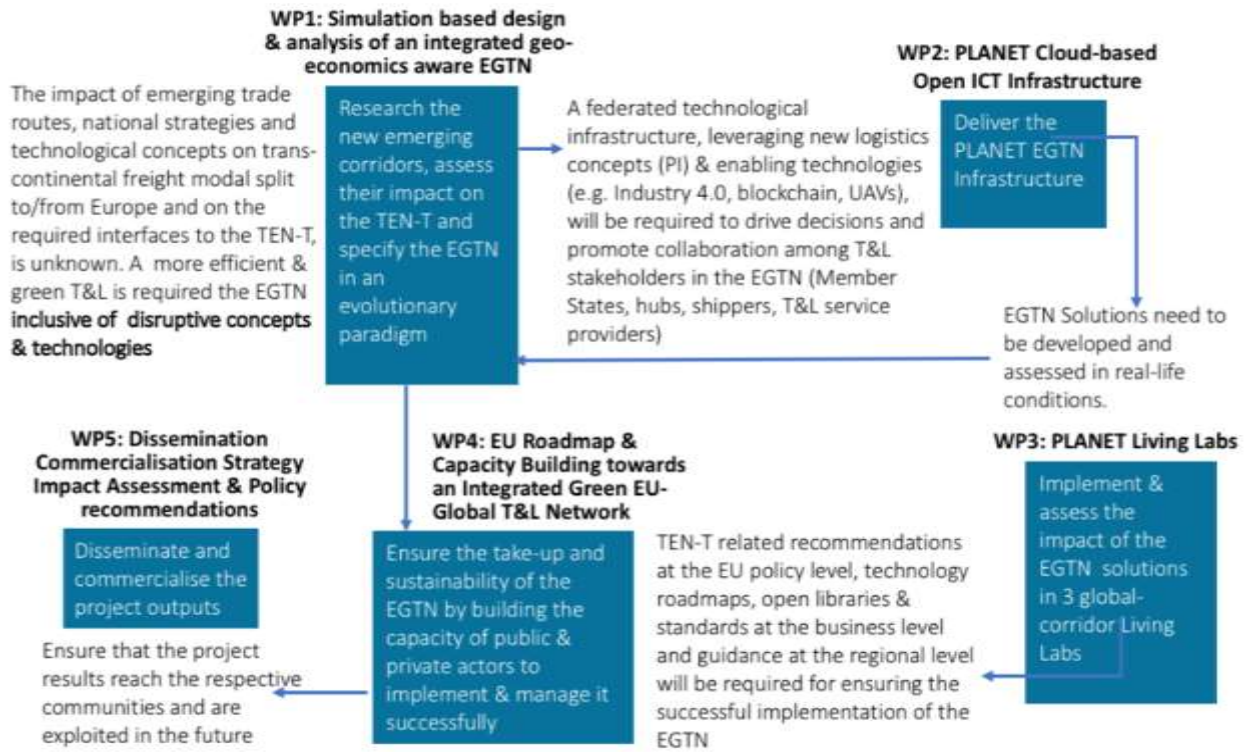 WP1: Simulation based design
& analysis of an integrated geo-
economics aware EGTN
The impact of emerging trade
routes, national strategies and
technological concepts on trans-
continental freight modal split
to/from Europe and on the
required interfaces to the TEN-T,
is unknown. A more efficient &
green T&L is required the EGTN
inclusive of disruptive concepts
& technologies
Research the
new emerging
corridors, assess
their impact on
the TEN-T and
specify the EGTN
in an
evolutionary
paradigm
A federated technological
infrastructure, leveraging new logistics
concepts (PI) & enabling technologies
(e.g. Industry 4.0, blockchain, UAVs),
will be required to drive decisions and
promote collaboration among T&L
stakeholders in the EGTN (Member
States, hubs, shippers, T&L service
providers)
WP2: PLANET Cloud-based
Open ICT Infrastructure
Deliver the
PLANET EGTN
Infrastructure
EGTN Solutions need to
be developed and
assessed in real-life
conditions.
WP5: Dissemination
Commercialisation Strategy
Impact Assessment & Policy
recommendations
Disseminate and
commercialise the
project outputs
Ensure that the project
results reach the respective
communities and are
exploited in the future
WP4: EU Roadmap &
Capacity Building towards
an Integrated Green EU-
Global T&L Network
Ensure the take-up and
sustainability of the
EGTN by building the
capacity of public &
private actors to
implement & manage it
successfully
TEN-T related recommendations
at the EU policy level, technology
roadmaps, open libraries &
standards at the business level
and guidance at the regional level
will be required for ensuring the
successful implementation of the
EGTN
WP3: PLANET Living Labs
Implement &
assess the
impact of the
EGTN solutions
in 3 global-
corridor Living
Labs